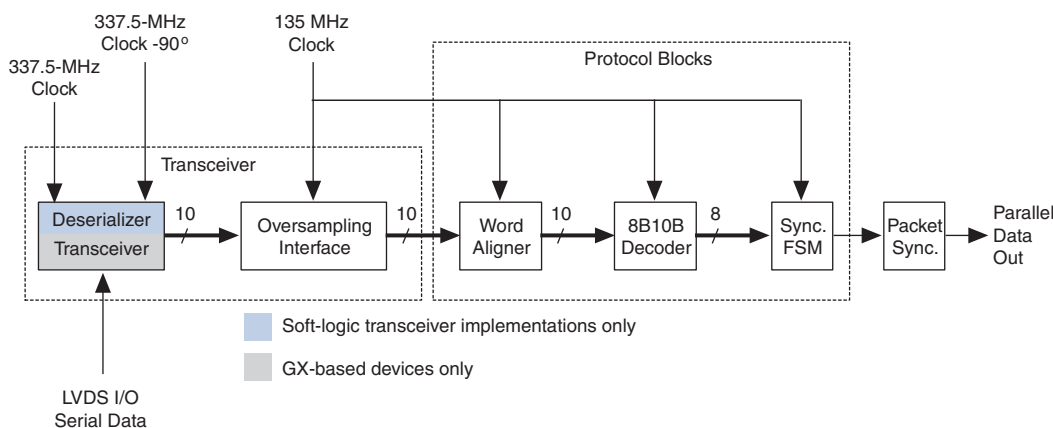 337.5-MHz
Clock -90°
135 MHz
Clock
337.5-MHz
Clock
Protocol Blocks
Transceiver
Deserializer
Transceiver
10
Oversampling
Interface
10
Word
Aligner
10
8B10B
Decoder
8
Sync.
FSM
Packet
Sync.
Parallel
Data
Out
Soft-logic transceiver implementations only
GX-based devices only
LVDS I/O
Serial Data